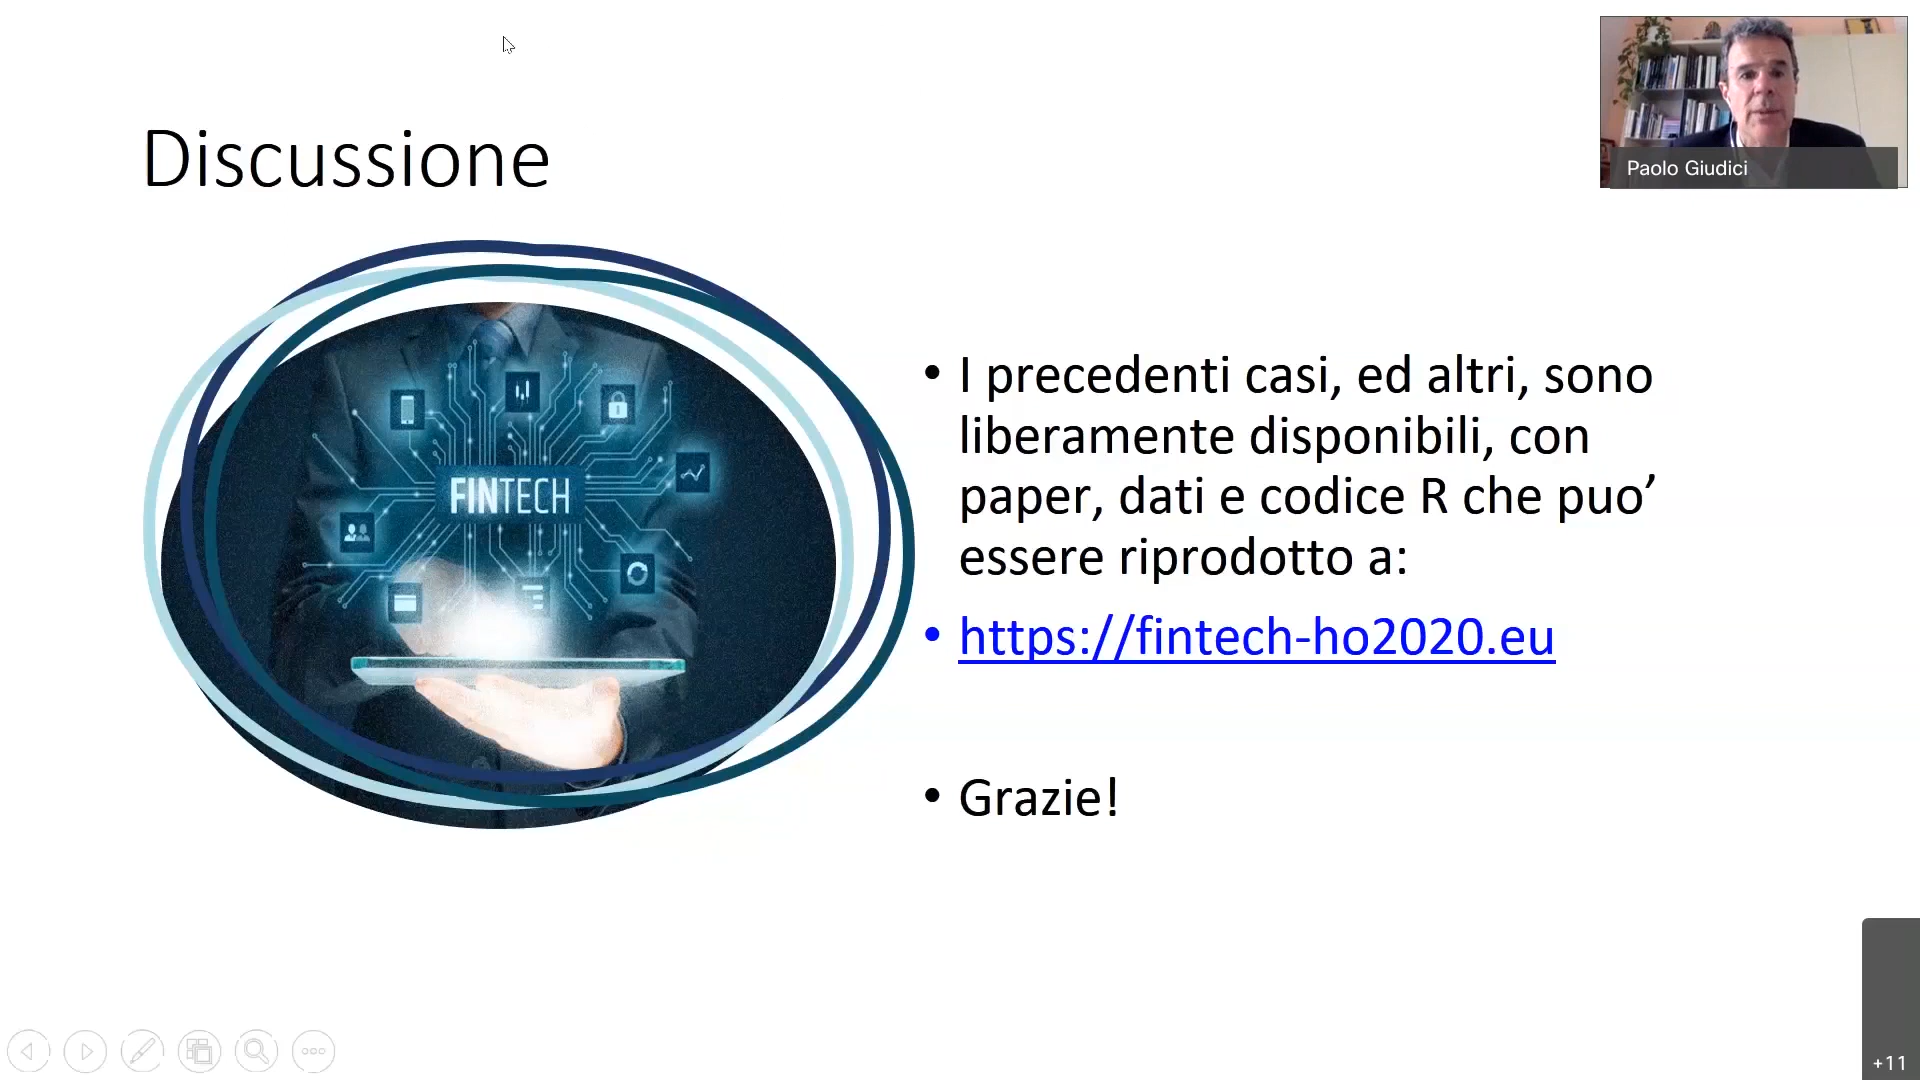 Discussione
Paolo Giudici
FINTECH
• I precedenti casi, ed altri, sono
liberamente disponibili, con
paper, dati e codice R che puo’
essere riprodotto a:
• https://fintech-ho2020.eu
• Grazie!
+11